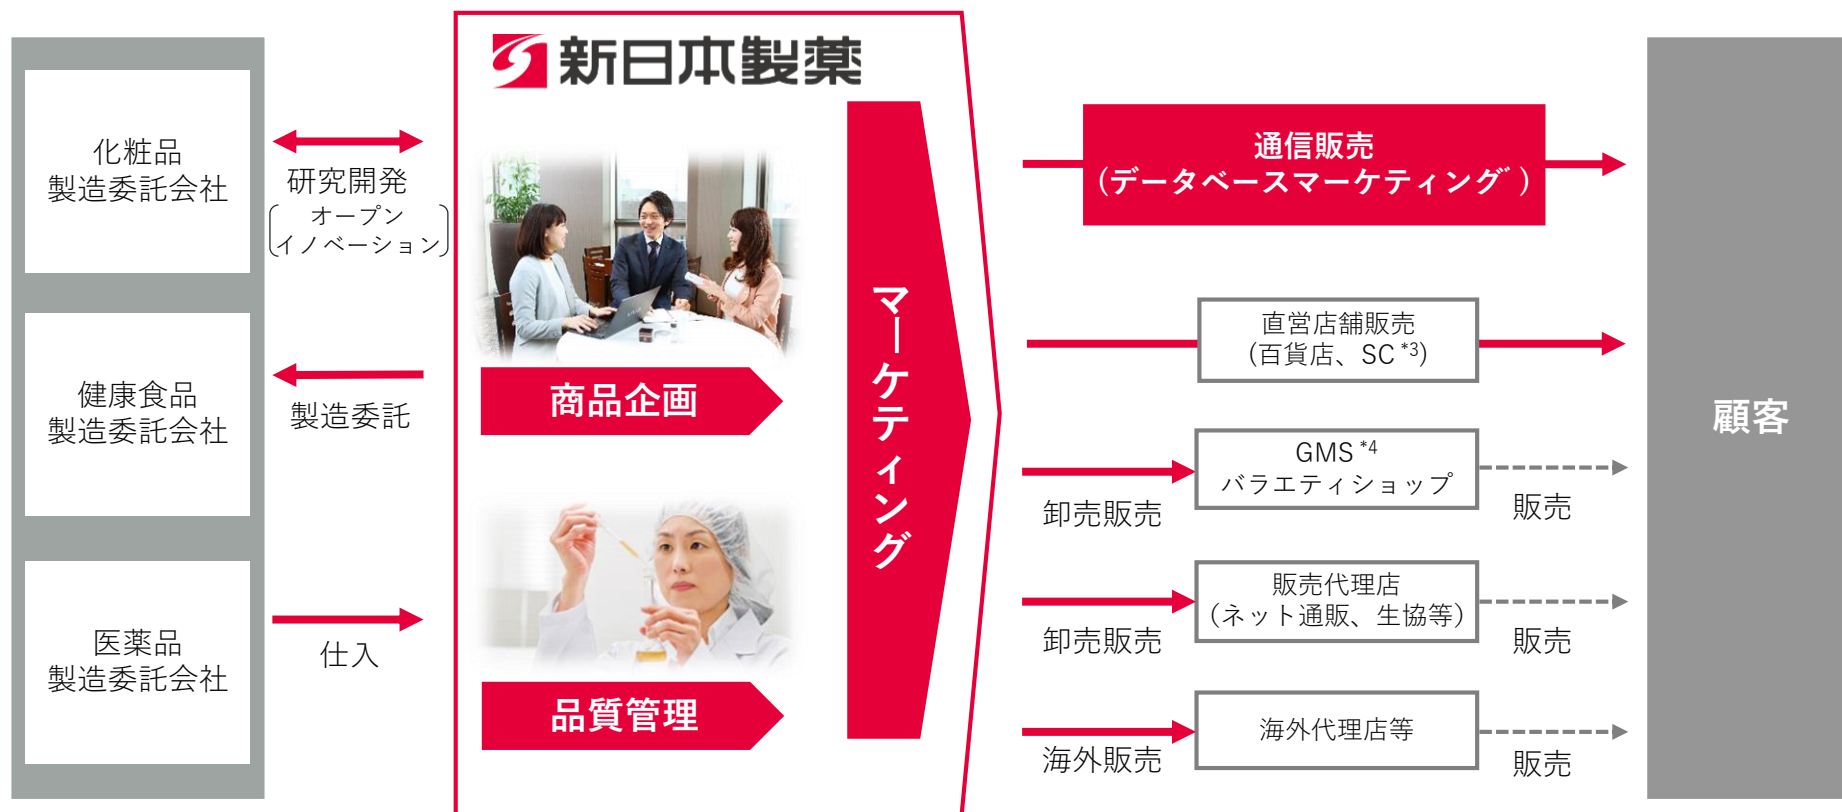 新日本製薬
化粧品
製造委託会社
健康食品
製造委託会社
医薬品
製造委託会社
研究開発
(オープン
イノベーション)
製造委託
仕入
商品企画
品質管理
マーケティング
通信販売
(データベースマーケティング)
直営店舗販売
(百貨店、SC *3)
卸売販売
GMS *4
バラエティショップ
販売
卸売販売
販売代理店
(ネット通販、生協等)
販売
海外販売
海外代理店等
販売
顧客